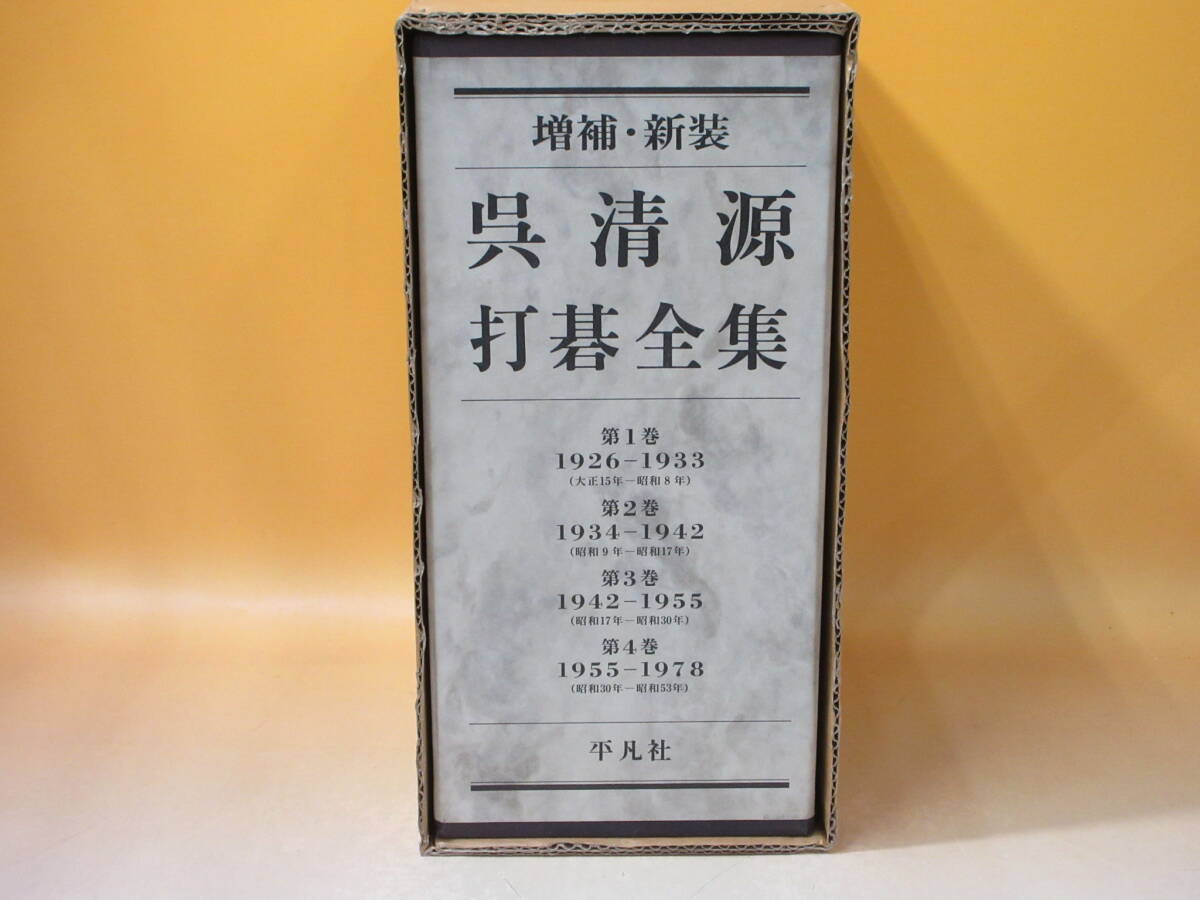 増補・新装
呉清源
打碁全集
第1巻
1926-1933
(大正15年—昭和8年)
第2巻
1934-1942
(昭和9年—昭和17年)
第3巻
1942-1955
(昭和17年—昭和30年)
第4巻
1955-1978
(昭和30年—昭和53年)
平凡社